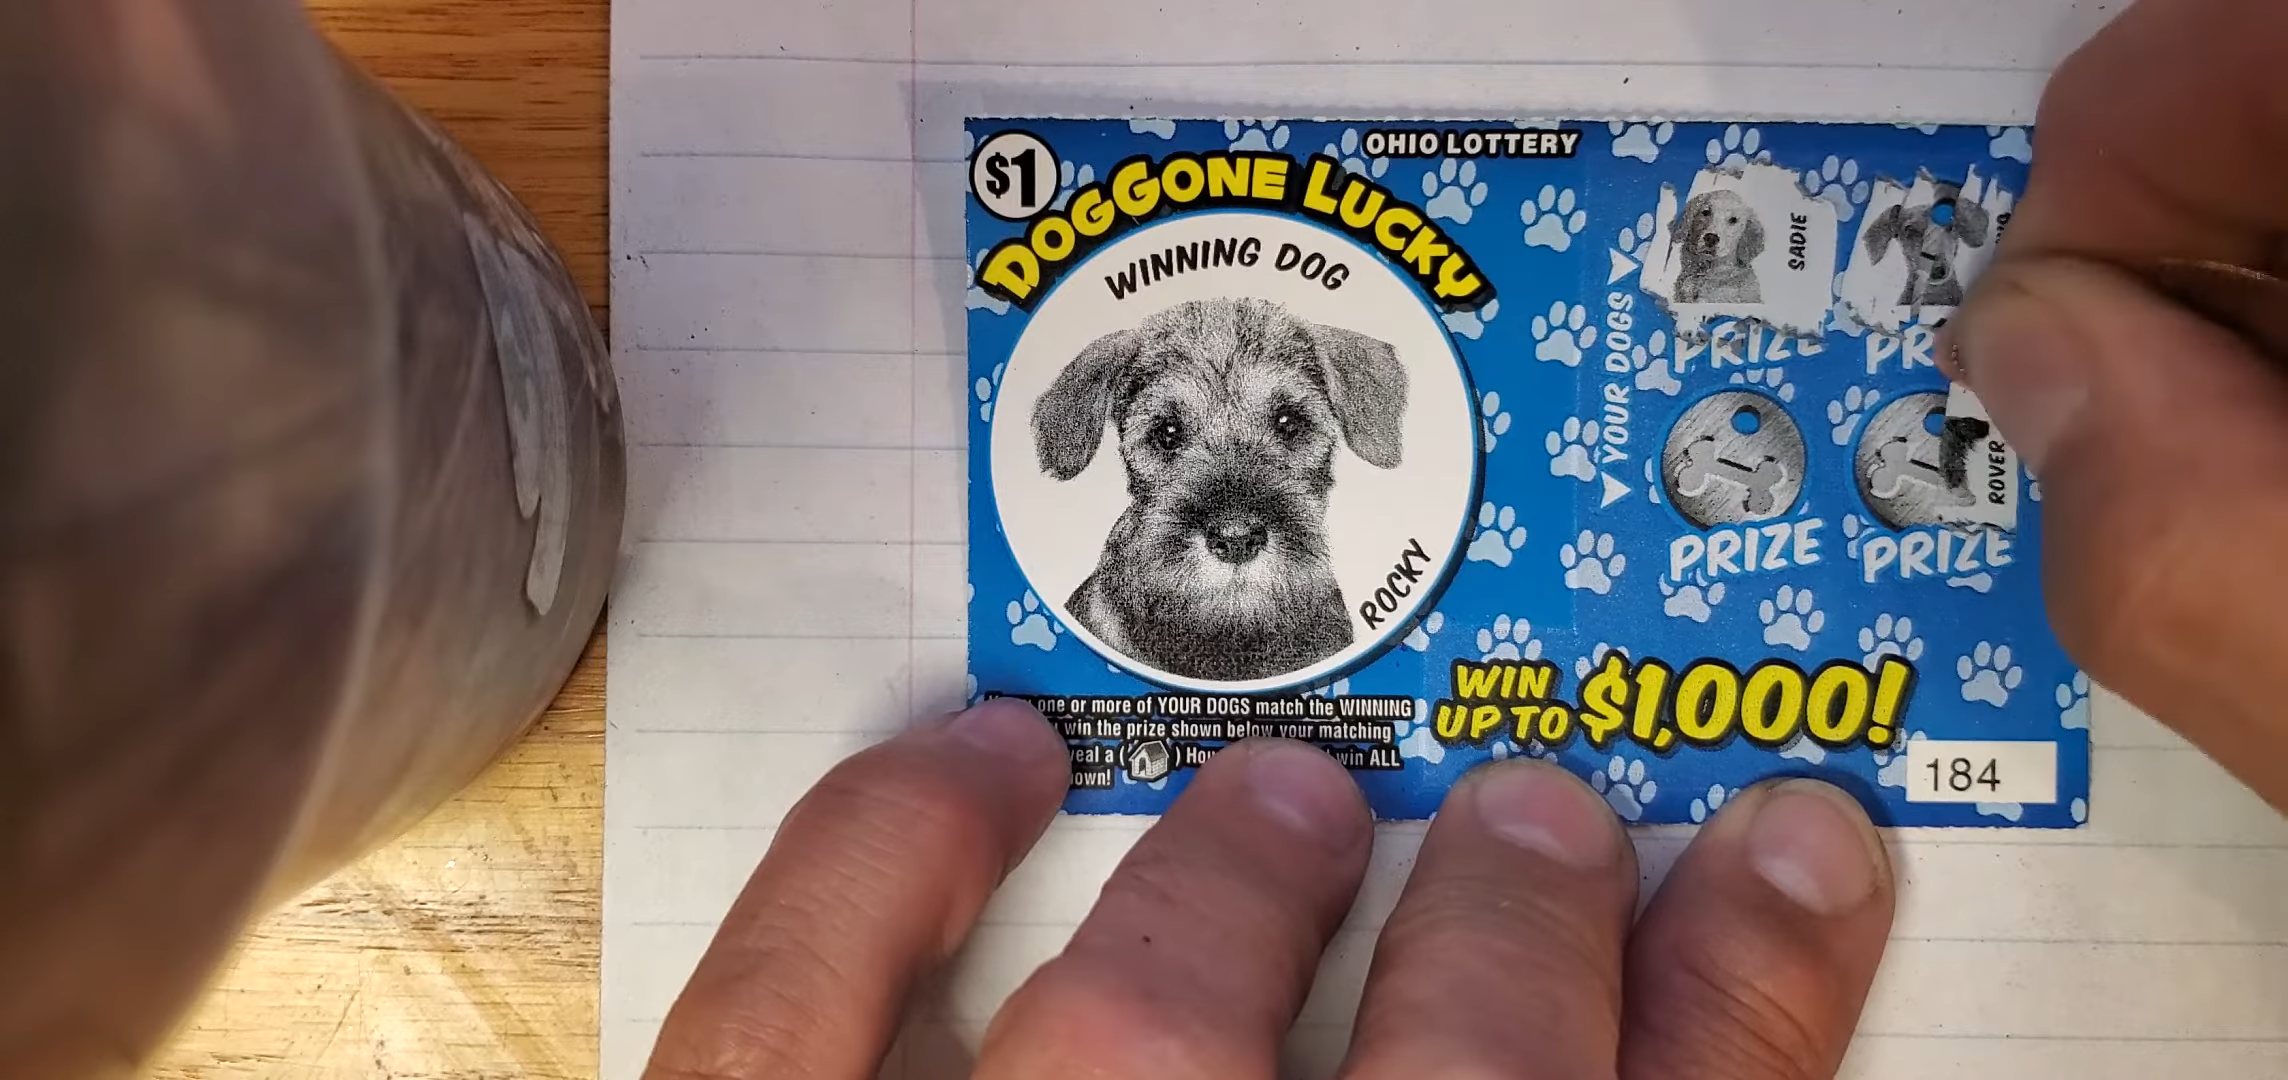 OHIO LOTTERY
$1
DOGGONE LUCKY
WINNING DOG
ROCKY
YOUR DOGS
SADIE
PRIZE
PR
ROVER
PRIZE
PRIZE
one or more of YOUR DOGS match the WINNING
win the prize shown below your matching
a ( ) win ALL
WIN
UP TO $1,000!
184